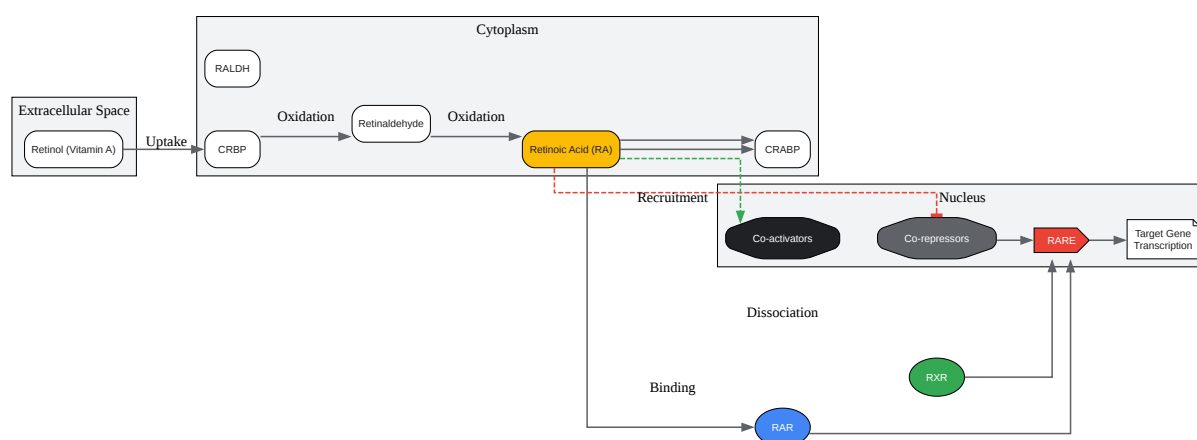 Cytoplasm
RALDH
Extracellular Space
Retinol (Vitamin A)
Uptake
CRBP
Oxidation
Retinaldehyde
Oxidation
Retinoic Acid (RA)
CRABP
Recruitment
Nucleus
Co-activators
Co-repressors
RARE
Target Gene
Transcription
Dissociation
RXR
Binding
RAR